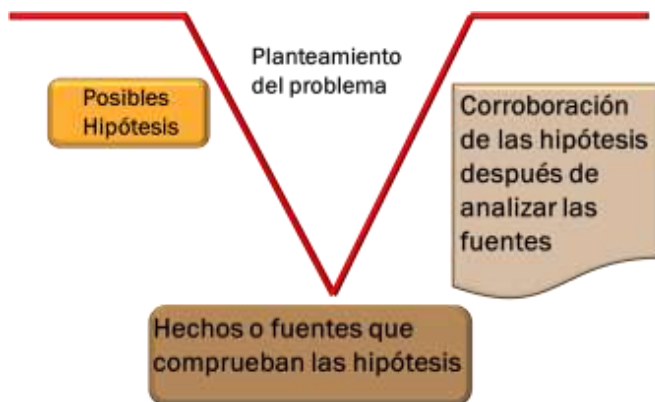 Planteamiento
del problema
Posibles
Hipótesis
Corroboración
de las hipótesis
después de
analizar las
fuentes
Hechos o fuentes que
comprueban las hipótesis